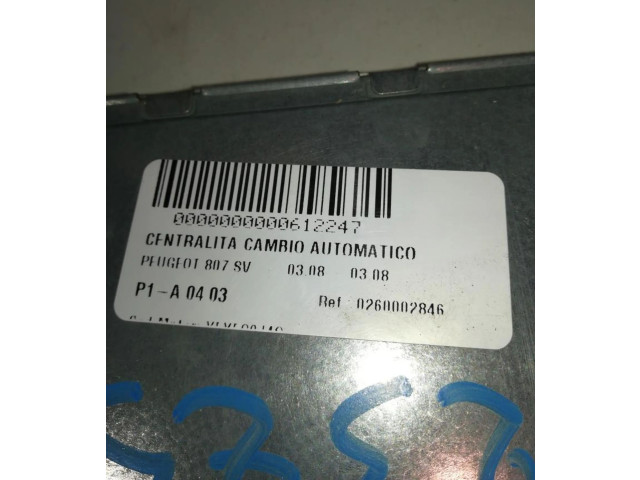 0000000000612247
CENTRALITA CAMBIO AUTOMATICO
PEUGEOT 807 SV 03.08 03.08
P1-A 04 03 Ref. 0260002846